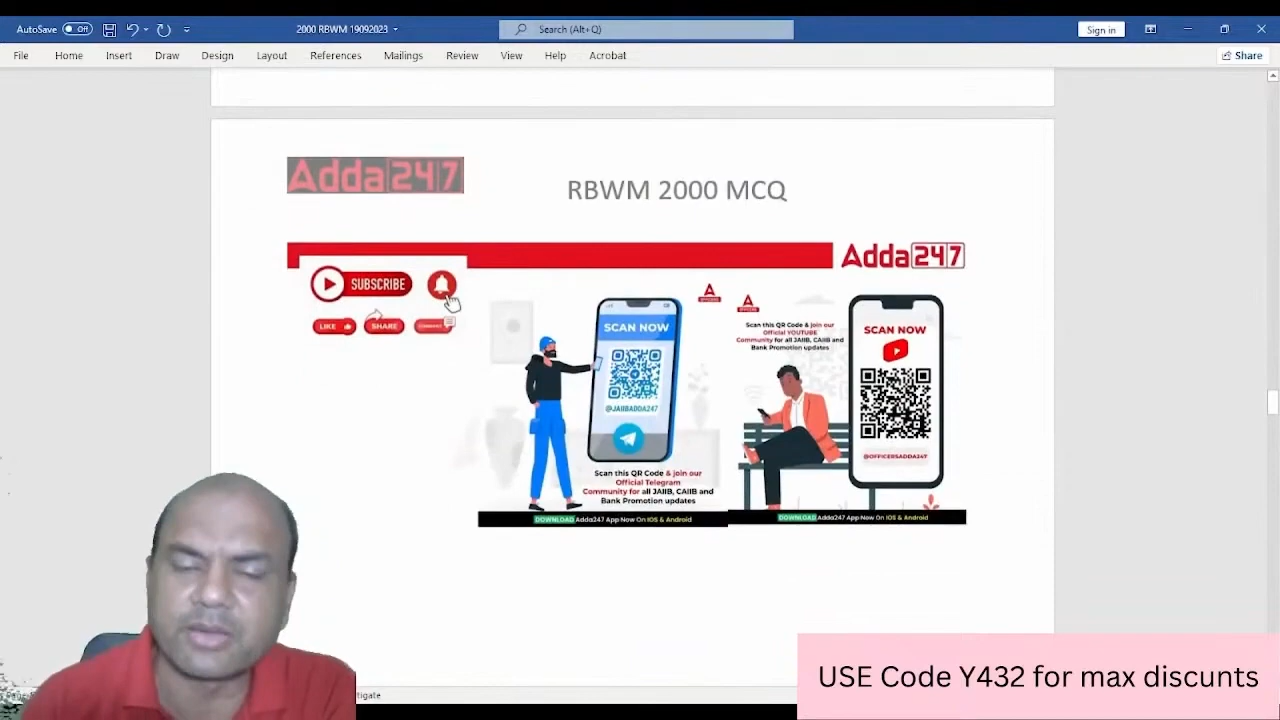 AutoSave Off 2000 RBWM 19092023 Search (Alt+Q) Sign in
File Home Insert Draw Design Layout References Mailings Review View Help Acrobat Share
Adda247
RBWM 2000 MCQ
Adda247
SUBSCRIBE
LIKE SHARE
SCAN NOW
@JAIIBADDA247
Scan this QR Code & join our
Official Telegram
Community for all JAIIB, CAIIB and
Bank Promotion updates
DOWNLOAD Adda247 App Now On IOS & Android
Scan this QR Code & join our
Official YOUTUBE
Community for all JAIIB, CAIIB and
Bank Promotion updates
SCAN NOW
@OFFICERSADDA247
DOWNLOAD Adda247 App Now On IOS & Android
tigate
USE Code Y432 for max discunts